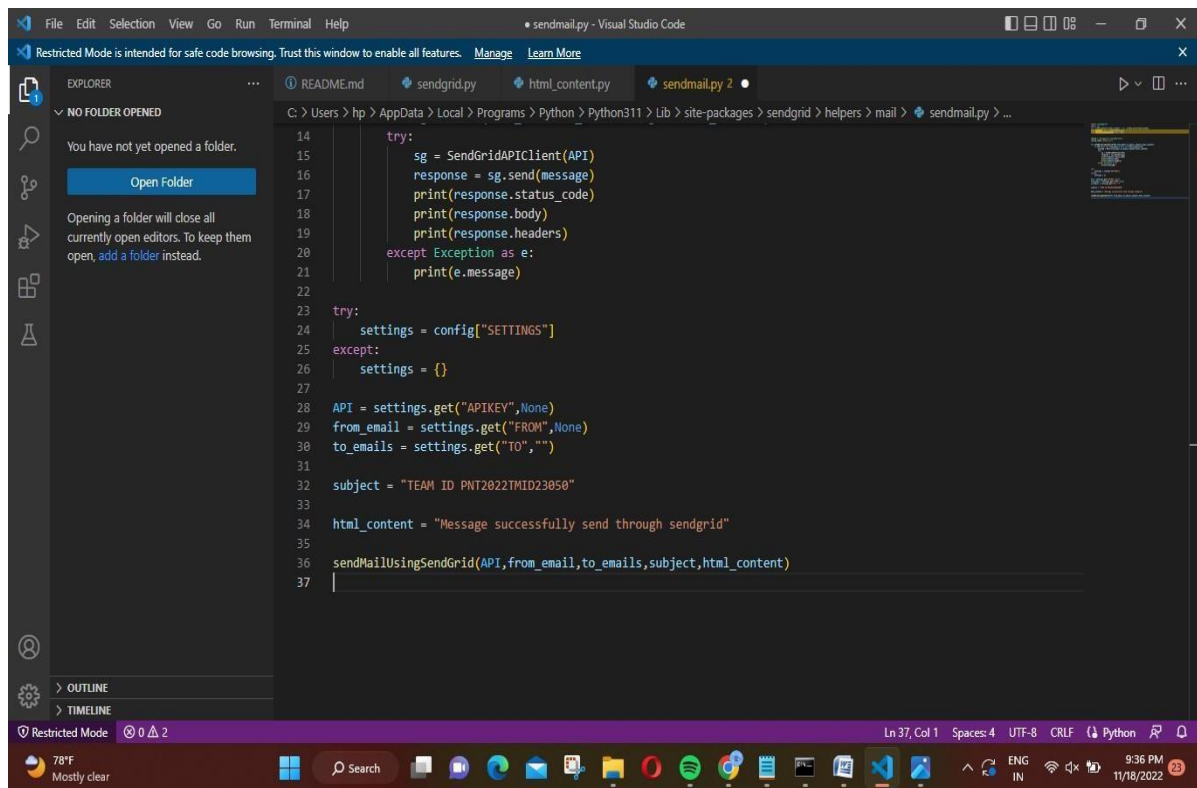 File Edit Selection View Go Run Terminal Help
● sendmail.py - Visual Studio Code
Restricted Mode is intended for safe code browsing. Trust this window to enable all features. Manage Learn More
EXPLORER
README.md sendgrid.py html_content.py sendmail.py 2
NO FOLDER OPENED
C: > Users > hp > AppData > Local > Programs > Python > Python311 > Lib > site-packages > sendgrid > helpers > mail > sendmail.py > ...
You have not yet opened a folder.
Open Folder
Opening a folder will close all
currently open editors. To keep them
open, add a folder instead.
14 try:
15 sg = SendGridAPIClient(API)
16 response = sg.send(message)
17 print(response.status_code)
18 print(response.body)
19 print(response.headers)
20 except Exception as e:
21 print(e.message)
22
23 try:
24 settings = config["SETTINGS"]
25 except:
26 settings = {}
27
28 API = settings.get("APIKEY",None)
29 from_email = settings.get("FROM",None)
30 to_emails = settings.get("TO","")
31
32 subject = "TEAM ID PNT2022TMID23050"
33
34 html_content = "Message successfully send through sendgrid"
35
36 sendMailUsingSendGrid(API,from_email,to_emails,subject,html_content)
37
OUTLINE
TIMELINE
Restricted Mode 0 2
Ln 37, Col 1 Spaces: 4 UTF-8 CRLF Python
78°F
Mostly clear
Search
ENG
IN
9:36 PM
11/18/2022
23